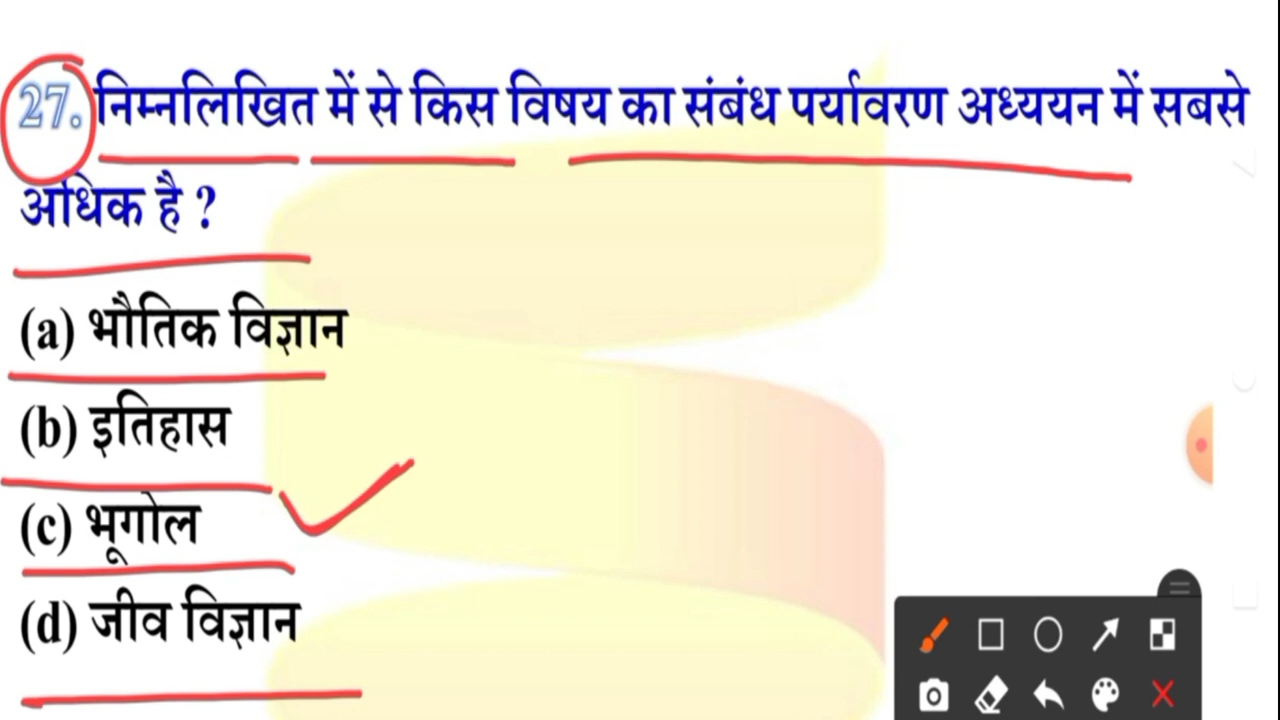 27. निम्नलिखित में से किस विषय का संबंध पर्यावरण अध्ययन में सबसे
अधिक है ?
(a) भौतिक विज्ञान
(b) इतिहास
(c) भूगोल
(d) जीव विज्ञान